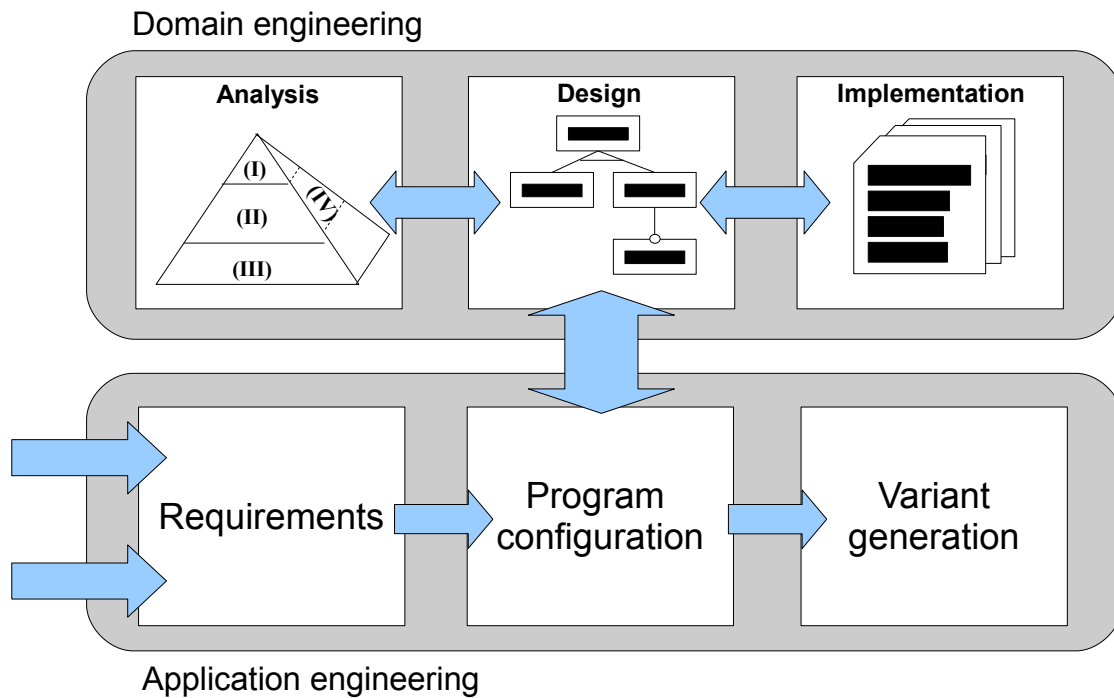 Domain engineering
Analysis
Design
Implementation
(I)
(II)
(III)
(IV)
Requirements
Program
configuration
Variant
generation
Application engineering